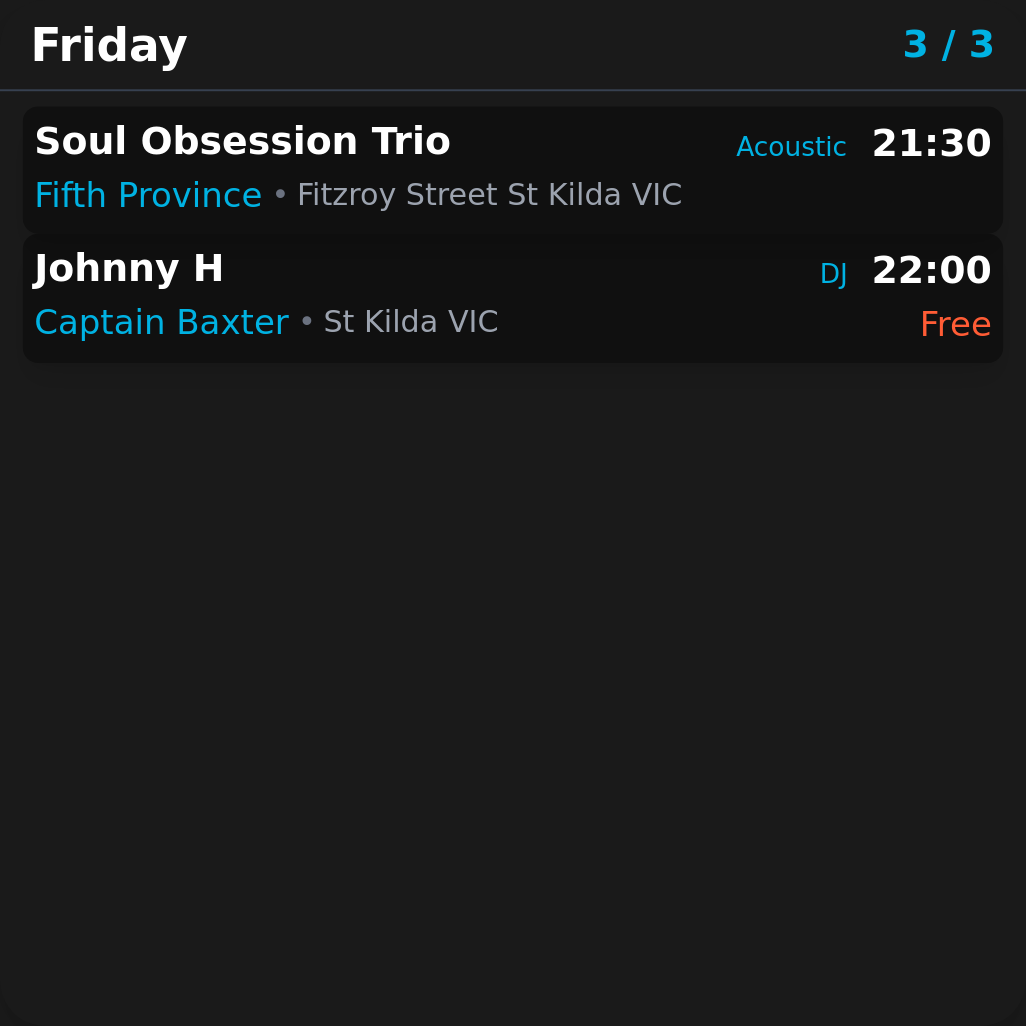 Friday 3 / 3
Soul Obsession Trio Acoustic 21:30
Fifth Province • Fitzroy Street St Kilda VIC
Johnny H DJ 22:00
Captain Baxter • St Kilda VIC Free